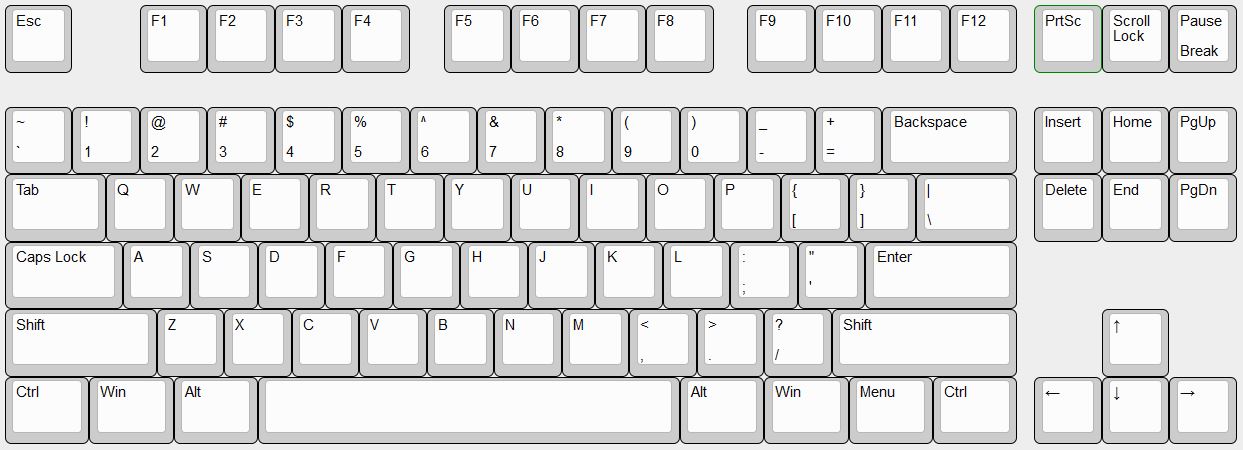 Esc F1 F2 F3 F4 F5 F6 F7 F8 F9 F10 F11 F12 PrtSc Scroll Pause
Lock
Break
~ ! @ # $ % ^ & * ( ) _ + Backspace Insert Home PgUp
` 1 2 3 4 5 6 7 8 9 0 - =
Tab Q W E R T Y U I O P { } | Delete End PgDn
[ ] \
Caps Lock A S D F G H J K L : " Enter
; '
Shift Z X C V B N M < > ? Shift ↑
, . /
Ctrl Win Alt Alt Win Menu Ctrl ← ↓ →